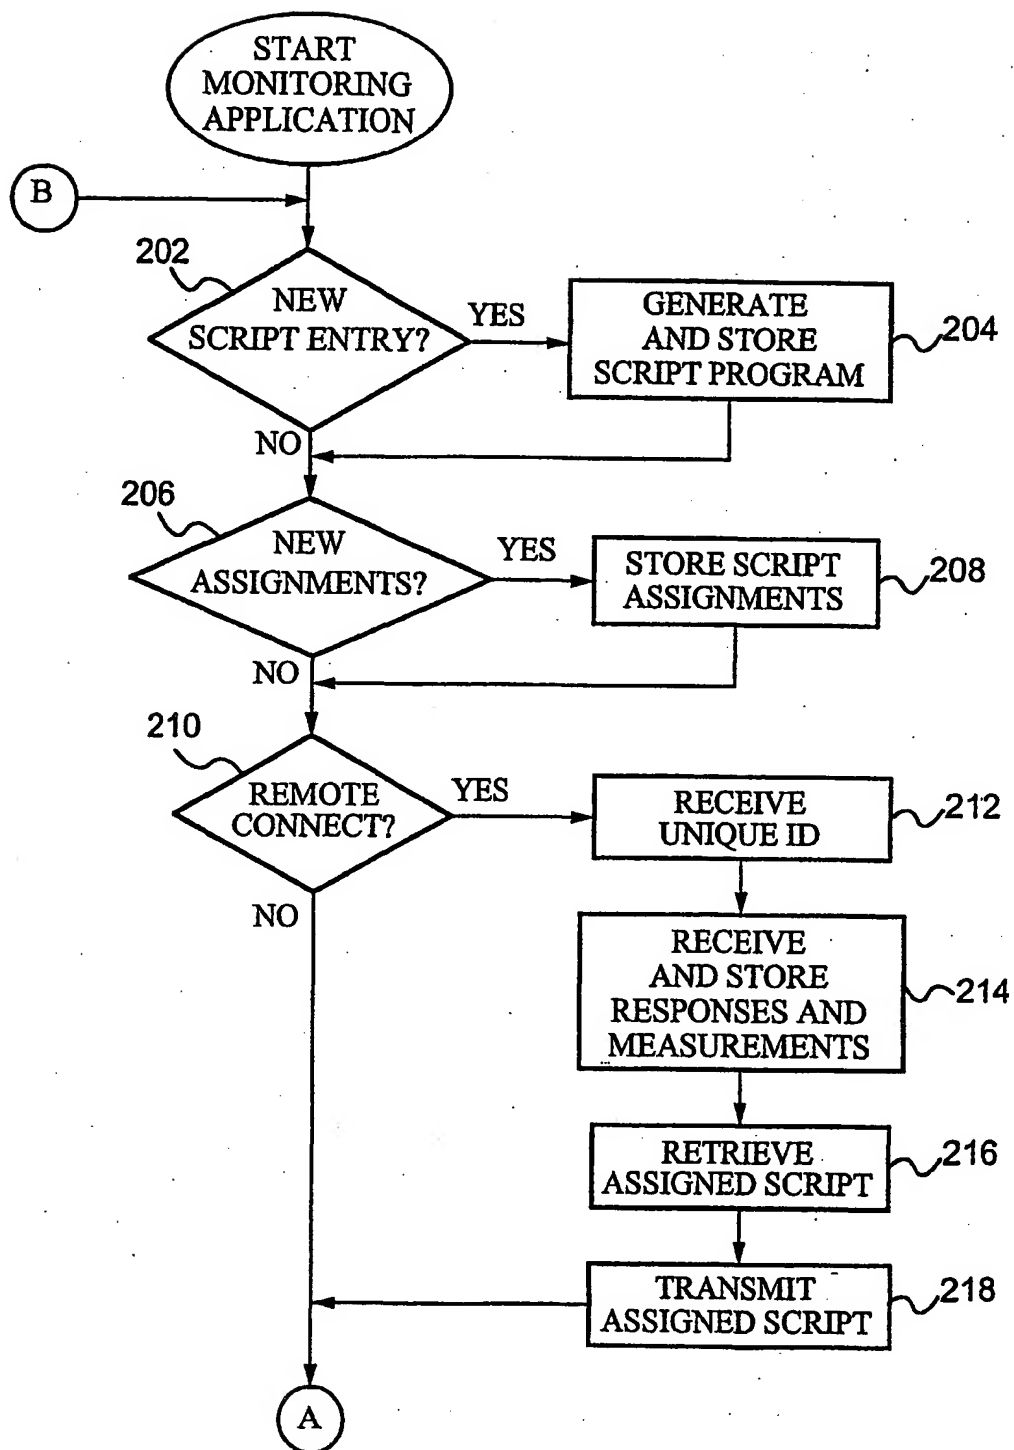 START
MONITORING
APPLICATION
B
202
NEW
SCRIPT ENTRY?
YES
GENERATE
AND STORE
SCRIPT PROGRAM
204
NO
206
NEW
ASSIGNMENTS?
YES
STORE SCRIPT
ASSIGNMENTS
208
NO
210
REMOTE
CONNECT?
YES
RECEIVE
UNIQUE ID
212
NO
RECEIVE
AND STORE
RESPONSES AND
MEASUREMENTS
214
RETRIEVE
ASSIGNED SCRIPT
216
TRANSMIT
ASSIGNED SCRIPT
218
A